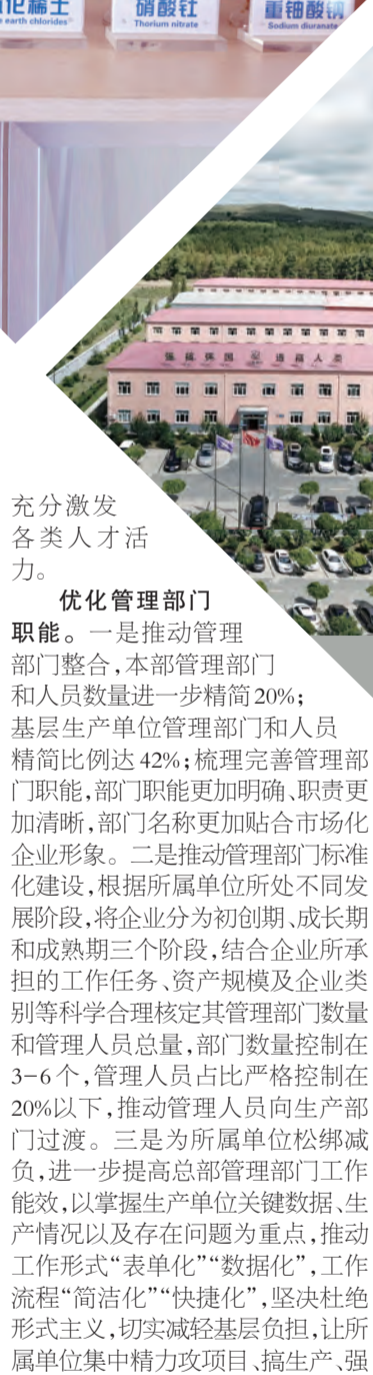 化稀土
earth chlorides
硝酸钍
Thorium nitrate
重铀酸钠
Sodium diuranate
强核强国 造福人类
充分激发
各类人才活
力。
优化管理部门
职能。一是推动管理
部门整合,本部管理部门
和人员数量进一步精简20%;
基层生产单位管理部门和人员
精简比例达42%;梳理完善管理部
门职能,部门职能更加明确、职责更
加清晰,部门名称更加贴合市场化
企业形象。二是推动管理部门标准
化建设,根据所属单位所处不同发
展阶段,将企业分为初创期、成长期
和成熟期三个阶段,结合企业所承
担的工作任务、资产规模及企业类
别等科学合理核定其管理部门数量
和管理人员总量,部门数量控制在
3-6个,管理人员占比严格控制在
20%以下,推动管理人员向生产部
门过渡。三是为所属单位松绑减
负,进一步提高总部管理部门工作
能效,以掌握生产单位关键数据、生
产情况以及存在问题为重点,推动
工作形式“表单化”“数据化”,工作
流程“简洁化”“快捷化”,坚决杜绝
形式主义,切实减轻基层负担,让所
属单位集中精力攻项目、搞生产、强